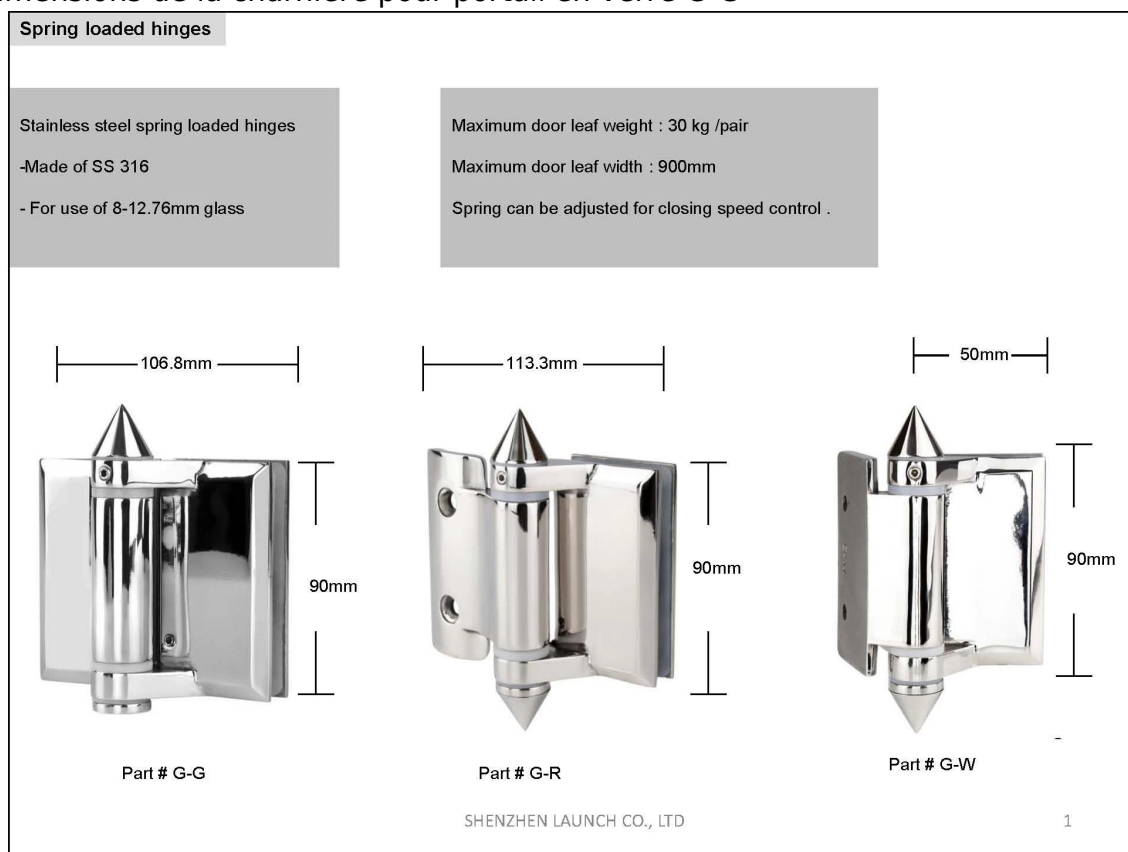 Spring loaded hinges
Stainless steel spring loaded hinges
-Made of SS 316
- For use of 8-12.76mm glass
Maximum door leaf weight : 30 kg /pair
Maximum door leaf width : 900mm
Spring can be adjusted for closing speed control .
106.8mm
113.3mm
50mm
90mm
90mm
90mm
Part # G-G
Part # G-R
Part # G-W
SHENZHEN LAUNCH CO., LTD
1